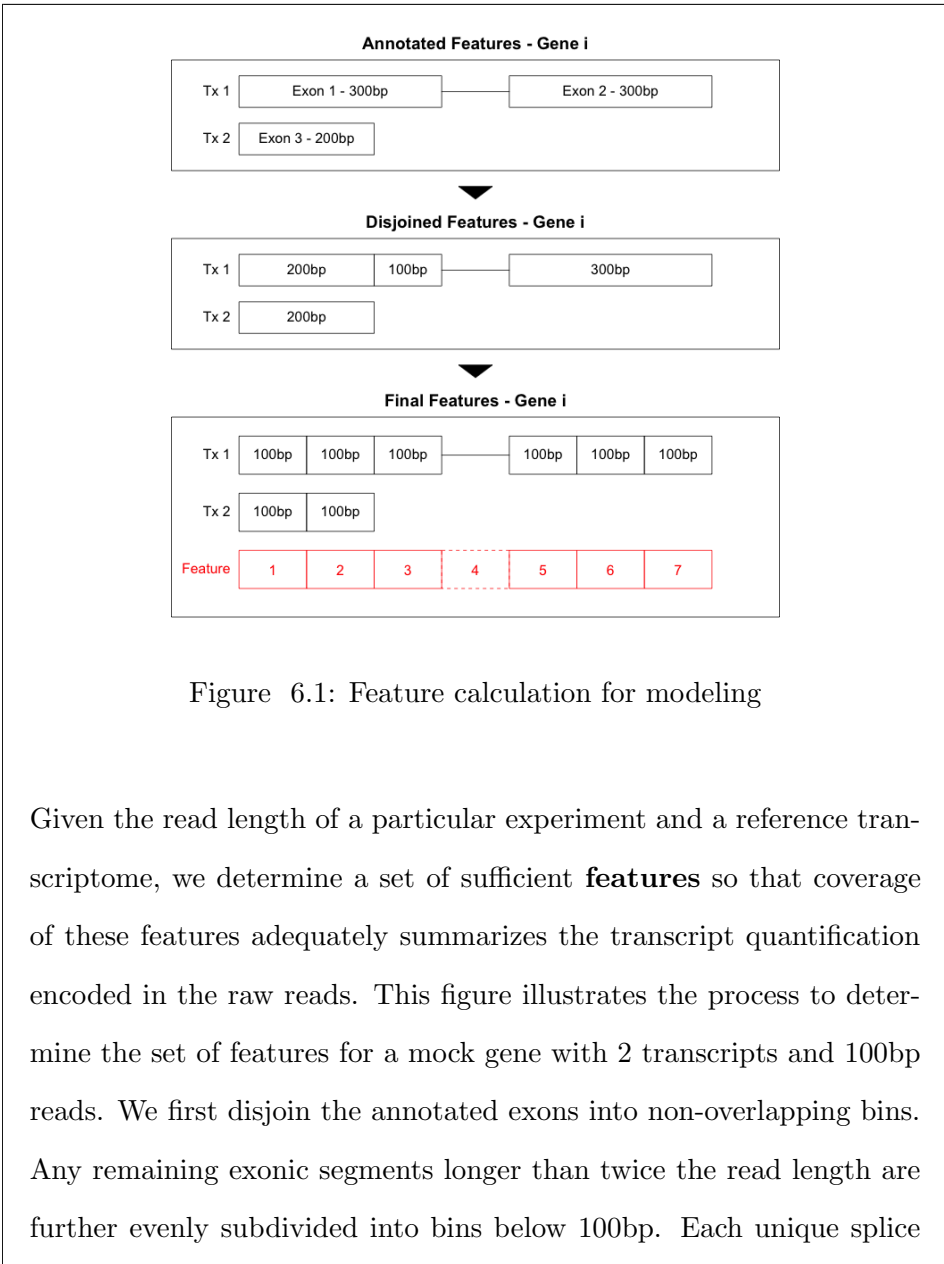 Annotated Features - Gene i
Tx 1 Exon 1 - 300bp Exon 2 - 300bp
Tx 2 Exon 3 - 200bp
Disjoined Features - Gene i
Tx 1 200bp 100bp 300bp
Tx 2 200bp
Final Features - Gene i
Tx 1 100bp 100bp 100bp 100bp 100bp 100bp
Tx 2 100bp 100bp
Feature 1 2 3 4 5 6 7
Figure 6.1: Feature calculation for modeling
Given the read length of a particular experiment and a reference tran-
scriptome, we determine a set of sufficient features so that coverage
of these features adequately summarizes the transcript quantification
encoded in the raw reads. This figure illustrates the process to deter-
mine the set of features for a mock gene with 2 transcripts and 100bp
reads. We first disjoin the annotated exons into non-overlapping bins.
Any remaining exonic segments longer than twice the read length are
further evenly subdivided into bins below 100bp. Each unique splice